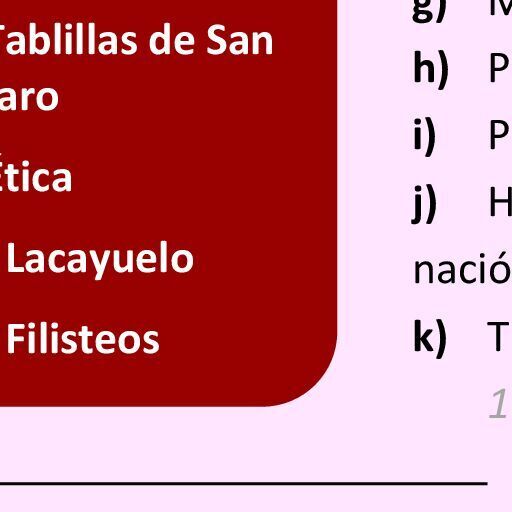 Tablillas de San
aro
Ética
Lacayuelo
Filisteos
g) M
h) P
i) P
j) H
nació
k) T
1